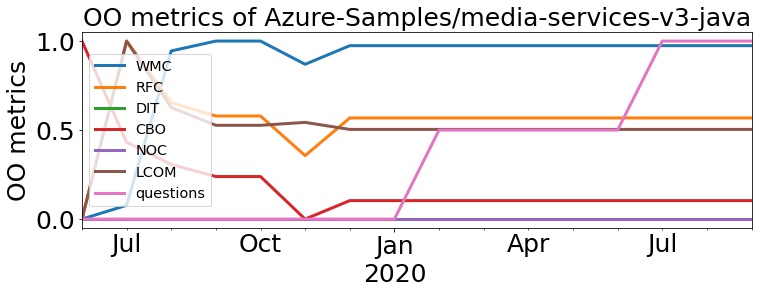 OO metrics of Azure-Samples/media-services-v3-java
OO metrics
1.0
0.5
0.0
WMC
RFC
DIT
CBO
NOC
LCOM
questions
Jul
Oct
Jan
2020
Apr
Jul